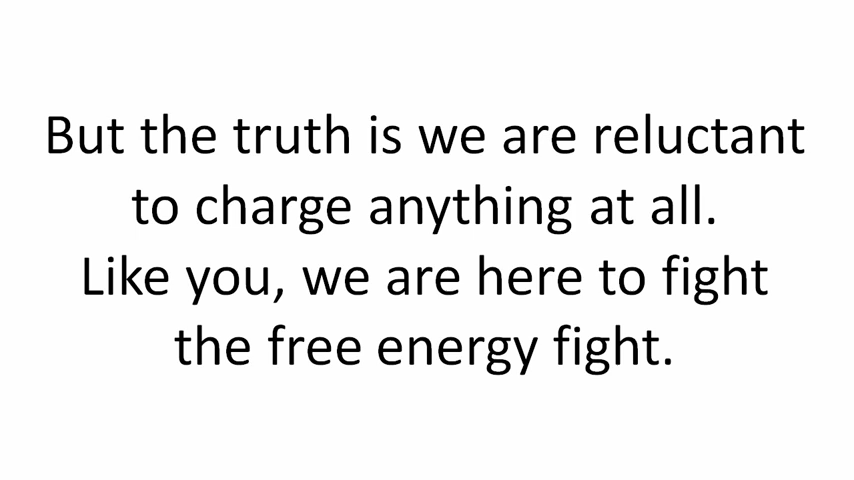 But the truth is we are reluctant
to charge anything at all.
Like you, we are here to fight
the free energy fight.